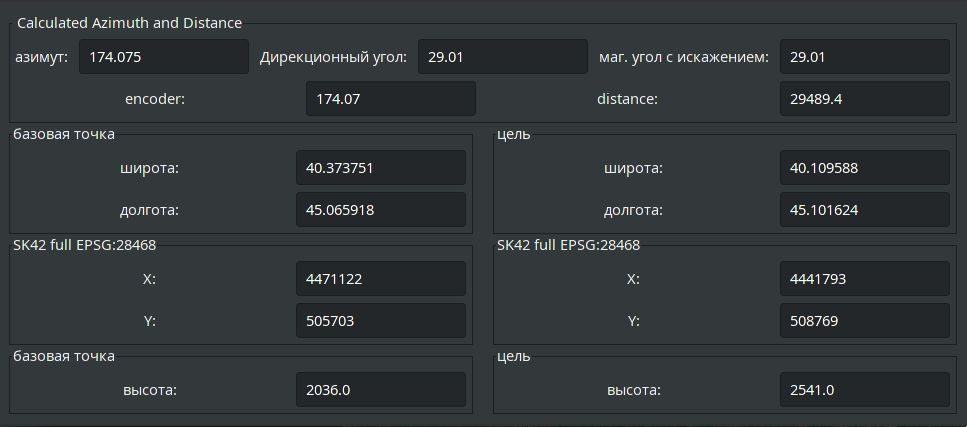 Calculated Azimuth and Distance
азимут: 174.075 Дирекционный угол: 29.01 маг. угол с искажением: 29.01
encoder: 174.07 distance: 29489.4
базовая точка цель
широта: 40.373751 широта: 40.109588
долгота: 45.065918 долгота: 45.101624
SK42 full EPSG:28468 SK42 full EPSG:28468
X: 4471122 X: 4441793
Y: 505703 Y: 508769
базовая точка цель
высота: 2036.0 высота: 2541.0